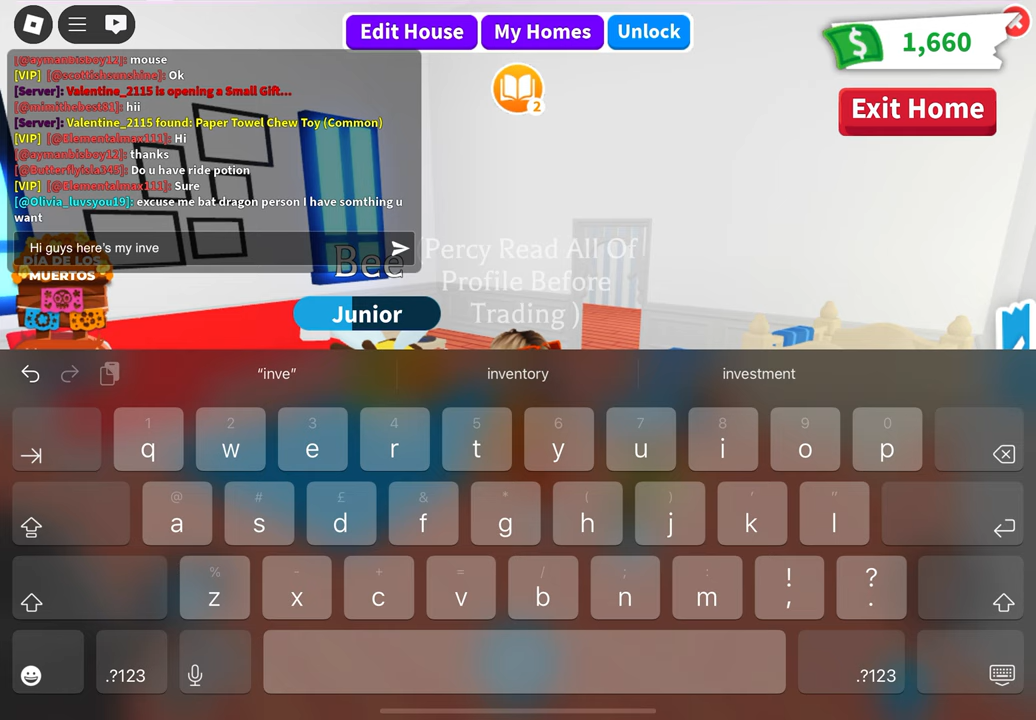 Edit House My Homes Unlock
$ 1,660
2
Exit Home
[@aymanbisboy12]: mouse
[VIP] [@scottishsunshine]: Ok
[Server]: Valentine_2115 is opening a Small Gift...
[@mimithebest81]: hii
[Server]: Valentine_2115 found: Paper Towel Chew Toy (Common)
[VIP] [@Elementalmax111]: Hi
[@aymanbisboy12]: thanks
[@Butterflyisla345]: Do u have ride potion
[VIP] [@Elementalmax111]: Sure
[@Olivia_luvsyou19]: excuse me bat dragon person I have somthing u
want
Hi guys here's my inve
DÍA DE LOS
MUERTOS
Bee
Junior
(Percy Read All Of
Profile Before
Trading )
“inve” inventory investment
1 2 3 4 5 6 7 8 9 0
q w e r t y u i o p
@ # £ & * ( ) ' "
a s d f g h j k l
% - + = / ; : ! ?
z x c v b n m , .
.?123 .?123